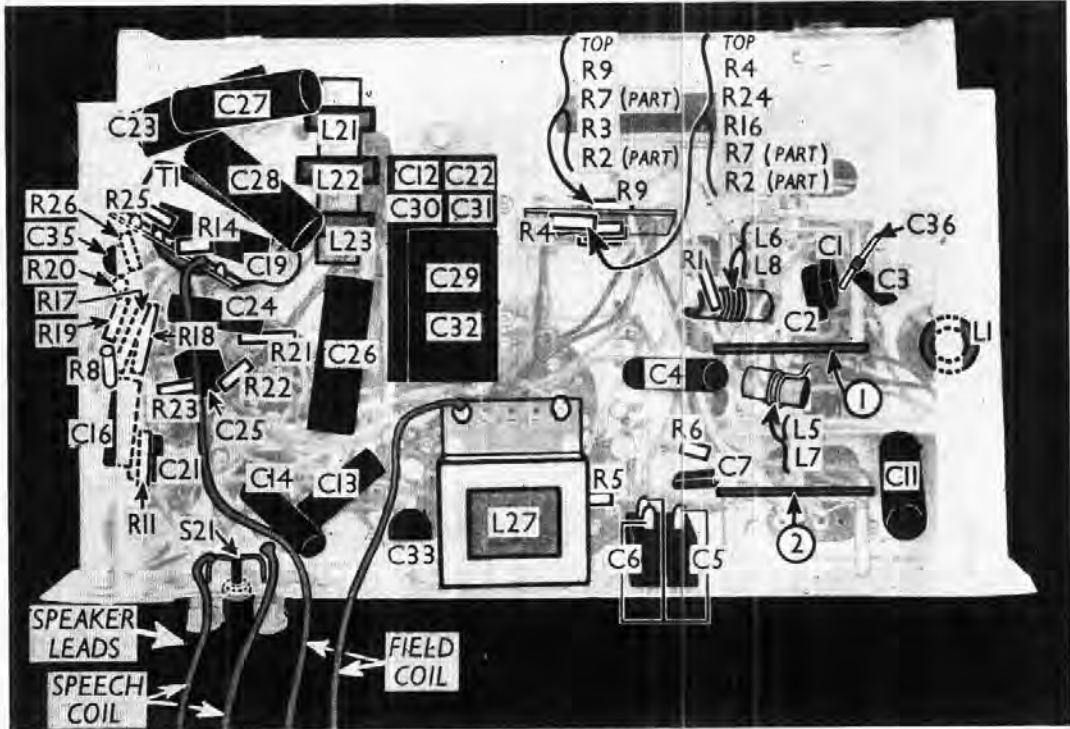 TOP
R9
R7 (PART)
R3
R2 (PART)
TOP
R4
R24
R16
R7 (PART)
R2 (PART)
C23
C27
L21
T1
C28
L22
C12
C22
C30
C31
R9
R26
R25
R14
C19
L23
R4
L6
L8
R1
C1
C36
C3
C2
C35
R20
R17
R19
C24
R18
R21
C26
C29
C32
L1
R8
R22
R23
C25
C4
1
C16
C21
R11
C14
C13
R6
L5
L7
C7
R5
C11
L27
S21
C33
C6
C5
2
SPEAKER
LEADS
FIELD
COIL
SPEECH
COIL